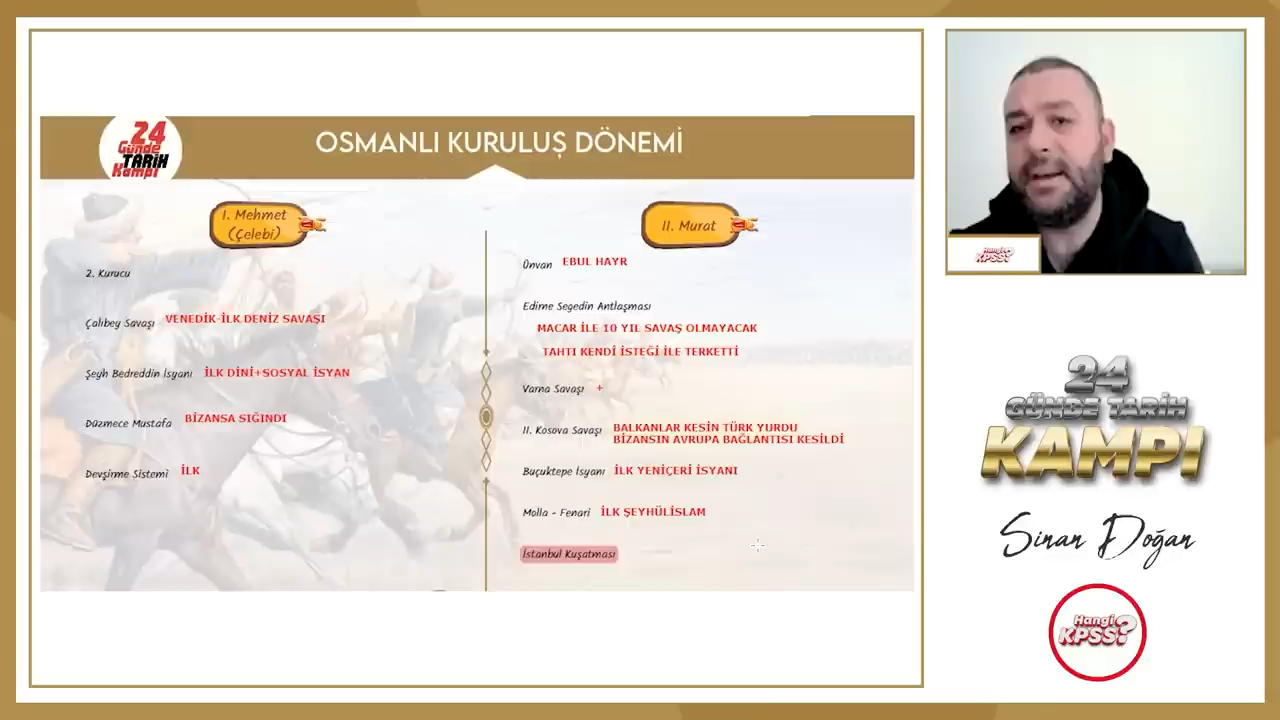 24
Günde
TARİH
Kampı
OSMANLI KURULUŞ DÖNEMİ
I. Mehmet
(Çelebi)
2. Kurucu
Çalıbey Savaşı VENEDİK-İLK DENİZ SAVAŞI
Şeyh Bedreddin İsyanı İLK DİNİ+SOSYAL İSYAN
Düzmece Mustafa BİZANSA SIĞINDI
Devşirme Sistemi İLK
II. Murat
Ünvan EBUL HAYR
Edirne Segedin Antlaşması
MACAR İLE 10 YIL SAVAŞ OLMAYACAK
TAHTI KENDİ İSTEĞİ İLE TERKETTİ
Varna Savaşı +
II. Kosova Savaşı BALKANLAR KESİN TÜRK YURDU
BİZANSIN AVRUPA BAĞLANTISI KESİLDİ
Buçuktepe İsyanı İLK YENİÇERİ İSYANI
Molla - Fenari İLK ŞEYHÜLİSLAM
İstanbul Kuşatması
Hangi
KPSS?
24
GÜNDE TARİH
KAMPI
Sinan Doğan
Hangi
KPSS?